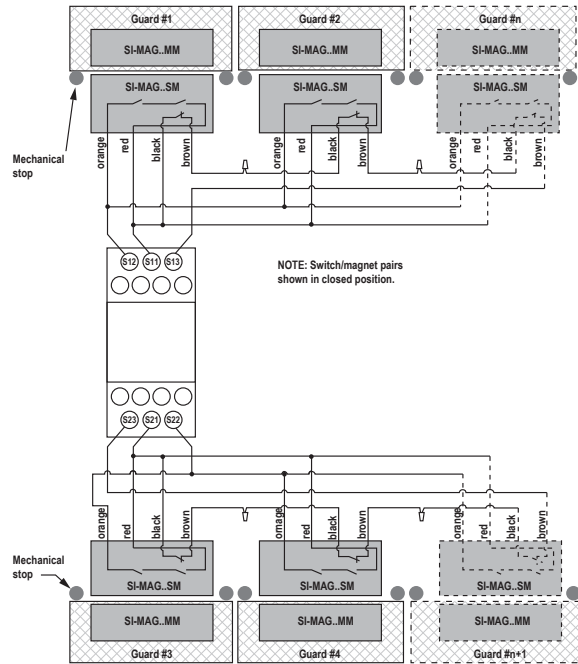 Guard #1
Guard #2
Guard #n
SI-MAG..MM
SI-MAG..MM
SI-MAG..MM
SI-MAG..SM
SI-MAG..SM
SI-MAG..SM
Mechanical
stop
orange
red
black
brown
orange
red
black
brown
orange
red
black
brown
S12
S11
S13
NOTE: Switch/magnet pairs
shown in closed position.
S23
S21
S22
orange
red
black
brown
ornage
red
black
brown
orange
red
black
brown
Mechanical
stop
SI-MAG..SM
SI-MAG..SM
SI-MAG..SM
SI-MAG..MM
SI-MAG..MM
SI-MAG..MM
Guard #3
Guard #4
Guard #n+1